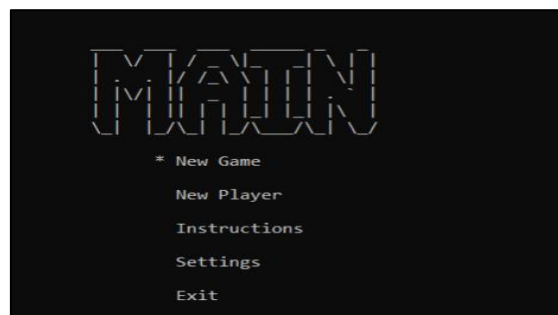 MAIN
* New Game
New Player
Instructions
Settings
Exit